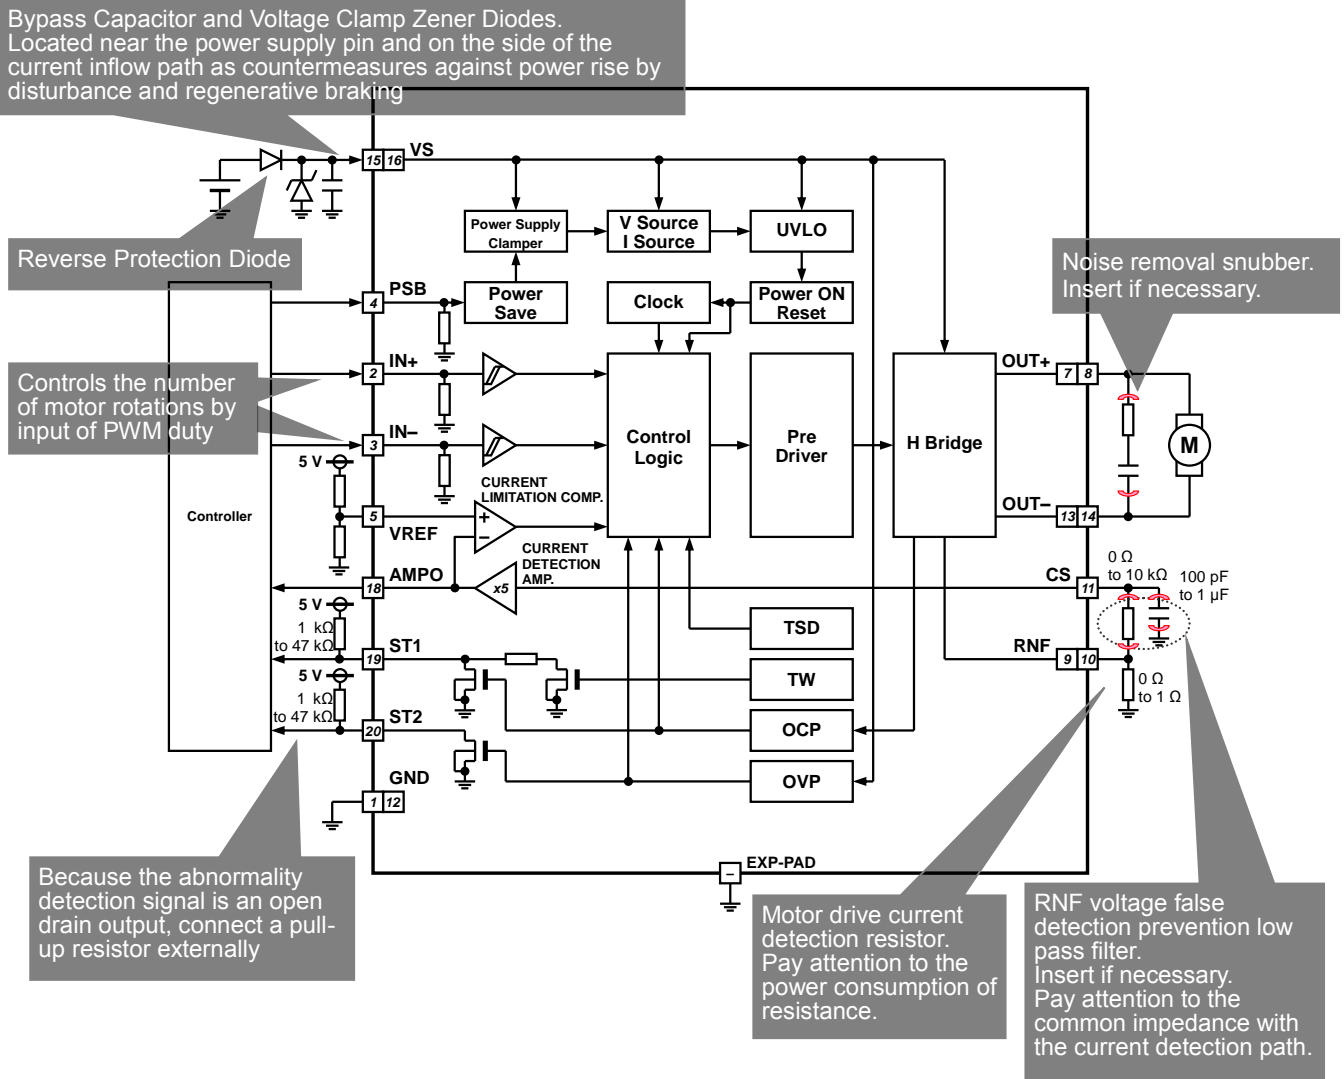 Bypass Capacitor and Voltage Clamp Zener Diodes.
Located near the power supply pin and on the side of the
current inflow path as countermeasures against power rise by
disturbance and regenerative braking
15 16 VS
Power Supply
Clamper
V Source
I Source
UVLO
Reverse Protection Diode
Noise removal snubber.
Insert if necessary.
4 PSB
Power
Save
Clock
Power ON
Reset
2 IN+
OUT+ 7 8
Controls the number
of motor rotations by
input of PWM duty
3 IN–
Control
Logic
Pre
Driver
H Bridge
M
5 V
CURRENT
LIMITATION COMP.
Controller
5 VREF
+
–
OUT– 13 14
CURRENT
DETECTION
AMP.
18 AMPO
x5
CS 11
0 Ω
to 10 kΩ
100 pF
to 1 µF
5 V
1 kΩ
to 47 kΩ
TSD
19 ST1
RNF 9 10
5 V
TW
1 kΩ
to 47 kΩ
0 Ω
to 1 Ω
20 ST2
OCP
OVP
GND
1 12
EXP-PAD
–
Because the abnormality
detection signal is an open
drain output, connect a pull-
up resistor externally
Motor drive current
detection resistor.
Pay attention to the
power consumption of
resistance.
RNF voltage false
detection prevention low
pass filter.
Insert if necessary.
Pay attention to the
common impedance with
the current detection path.